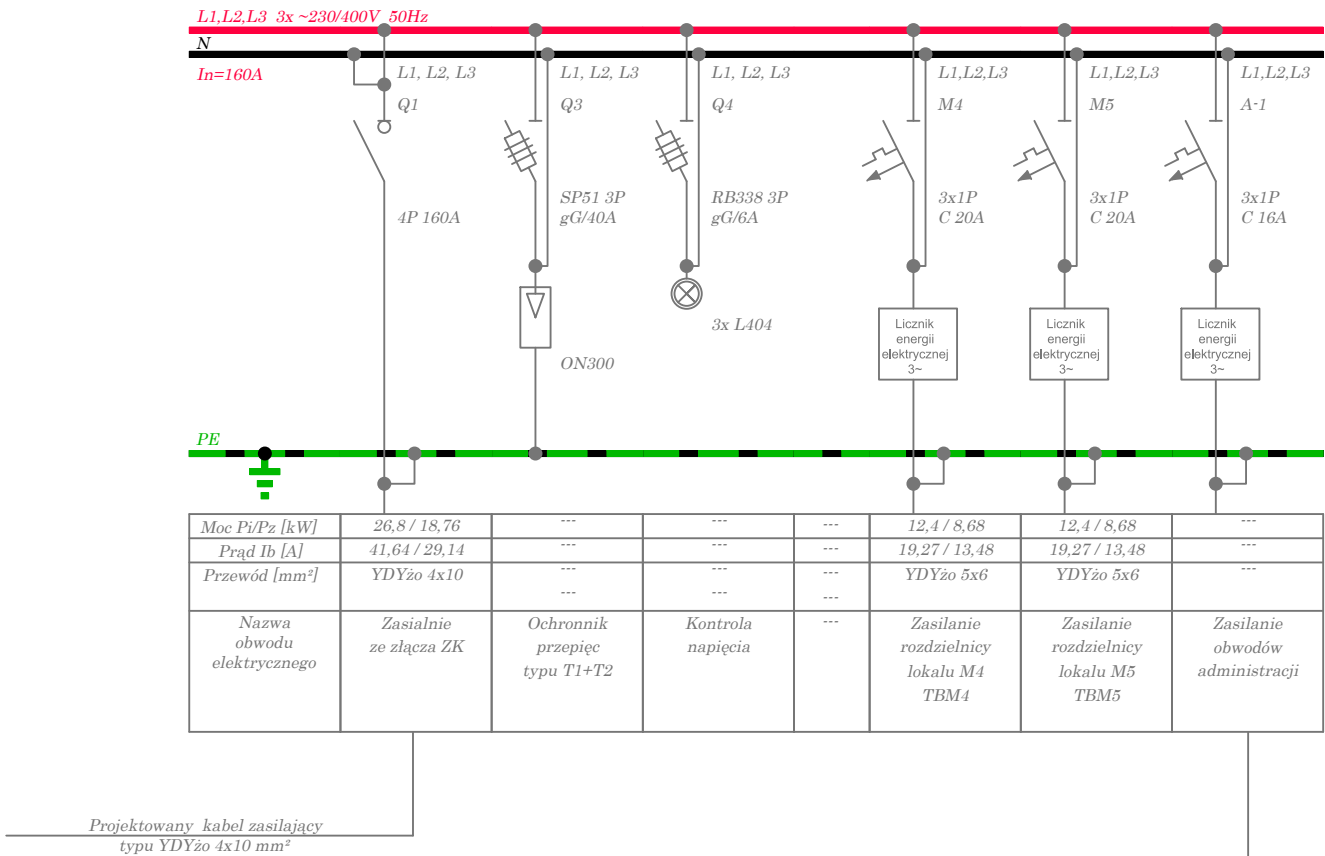 L1,L2,L3 3x ~230/400V 50Hz
N
In=160A
L1, L2, L3
Q1
4P 160A
L1, L2, L3
Q3
SP51 3P
gG/40A
ON300
L1, L2, L3
Q4
RB338 3P
gG/6A
3x L404
L1,L2,L3
M4
3x1P
C 20A
Licznik
energii
elektrycznej
3~
L1,L2,L3
M5
3x1P
C 20A
Licznik
energii
elektrycznej
3~
L1,L2,L3
A-1
3x1P
C 16A
Licznik
energii
elektrycznej
3~
PE
Moc Pi/Pz [kW] 26,8 / 18,76 --- --- --- 12,4 / 8,68 12,4 / 8,68 ---
Prąd Ib [A] 41,64 / 29,14 --- --- --- 19,27 / 13,48 19,27 / 13,48 ---
Przewód [mm²] YDYżo 4x10 --- --- --- YDYżo 5x6 YDYżo 5x6 ---
--- --- ---
Nazwa
obwodu
elektrycznego
Zasialnie
ze złącza ZK
Ochronnik
przepięc
typu T1+T2
Kontrola
napięcia
---
Zasilanie
rozdzielnicy
lokalu M4
TBM4
Zasilanie
rozdzielnicy
lokalu M5
TBM5
Zasilanie
obwodów
administracji
Projektowany kabel zasilający
typu YDYżo 4x10 mm²